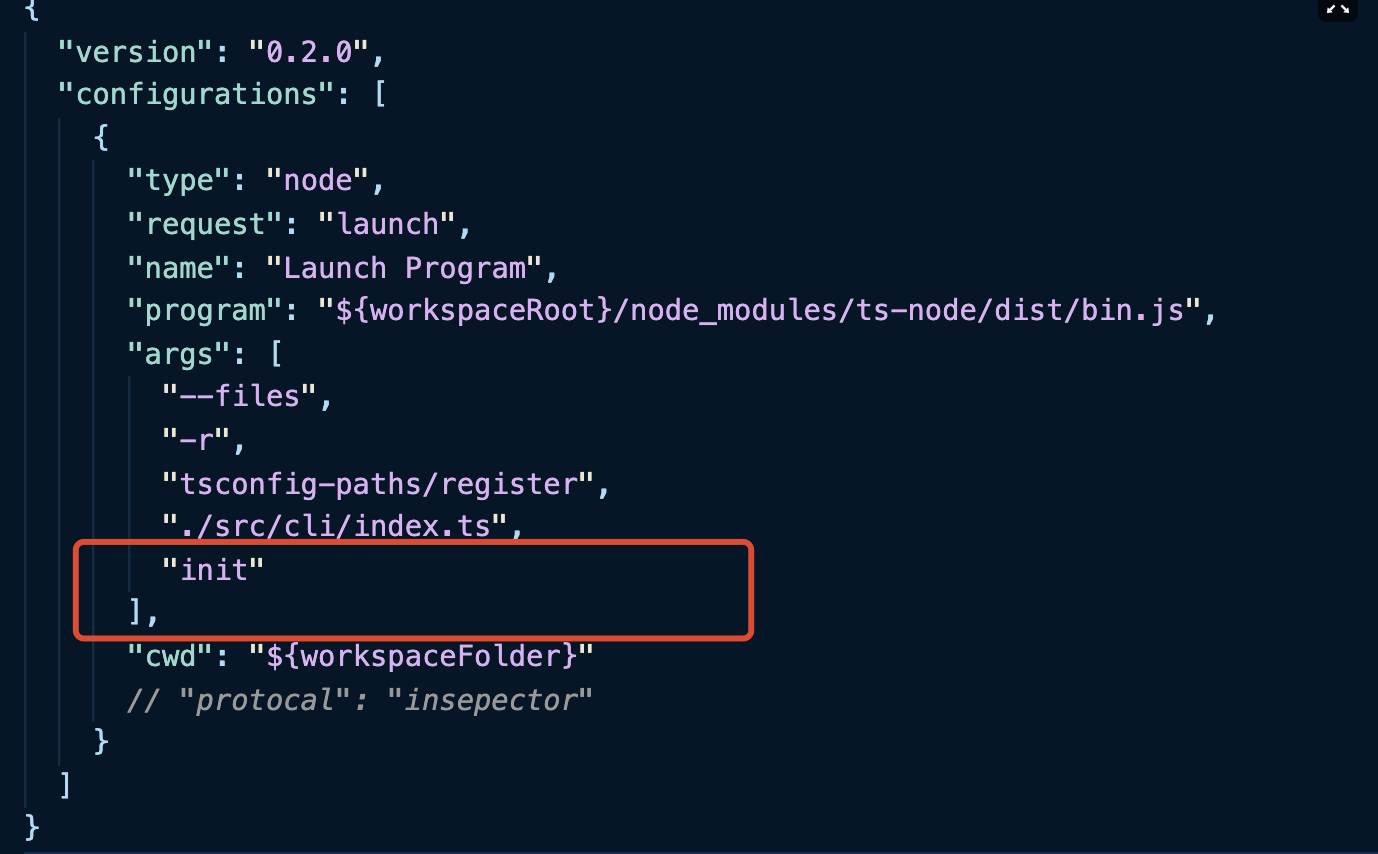 {
"version": "0.2.0",
"configurations": [
{
"type": "node",
"request": "launch",
"name": "Launch Program",
"program": "${workspaceRoot}/node_modules/ts-node/dist/bin.js",
"args": [
"--files",
"-r",
"tsconfig-paths/register",
"./src/cli/index.ts",
"init"
],
"cwd": "${workspaceFolder}"
// "protocal": "insepector"
}
]
}